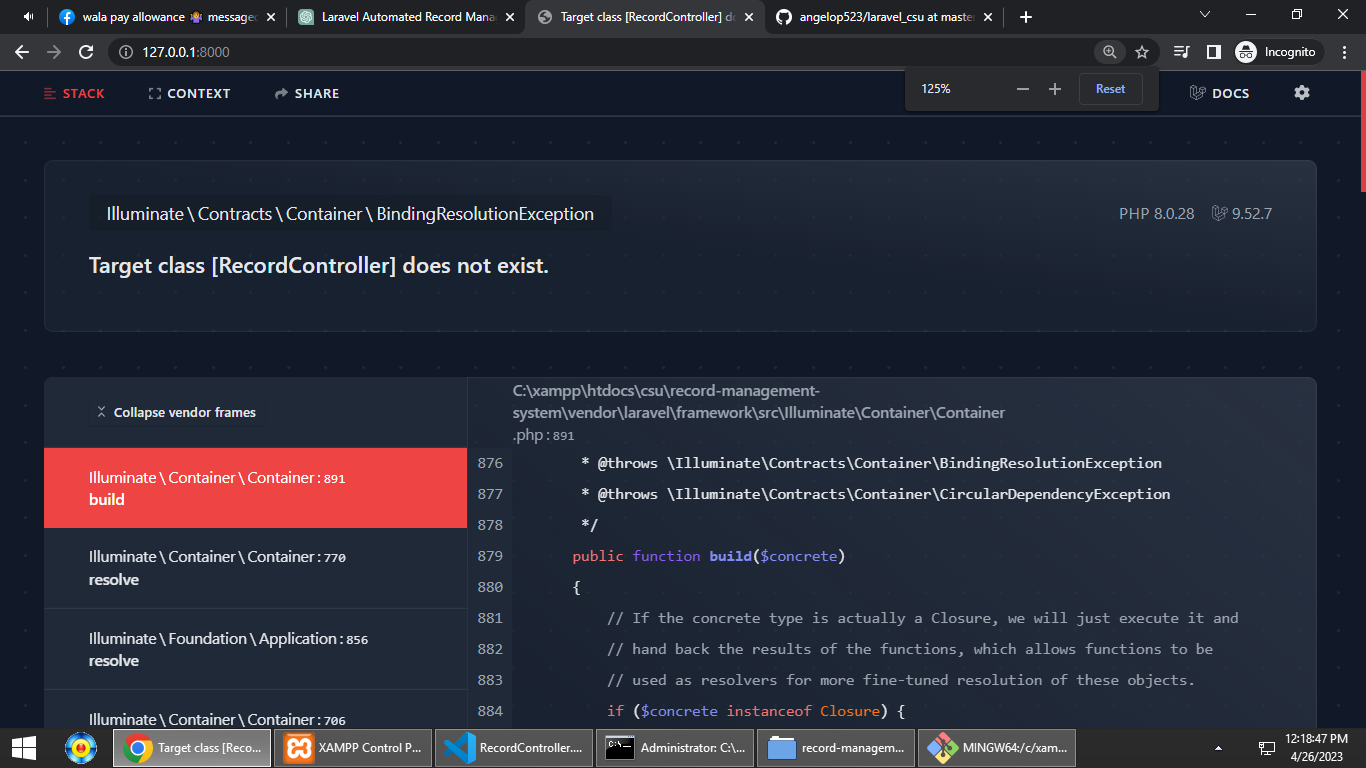 wala pay allowance 🤷‍♀️ message
Laravel Automated Record Mana
Target class [RecordController] do
angelop523/laravel_csu at maste
127.0.0.1:8000
Incognito
STACK
CONTEXT
SHARE
125%
Reset
DOCS
Illuminate\Contracts\Container\BindingResolutionException
PHP 8.0.28
9.52.7
Target class [RecordController] does not exist.
Collapse vendor frames
Illuminate\Container\Container:891
build
Illuminate\Container\Container:770
resolve
Illuminate\Foundation\Application:856
resolve
Illuminate\Container\Container:706
C:\xampp\htdocs\csu\record-management-
system\vendor\laravel\framework\src\Illuminate\Container\Container
.php:891
876 * @throws \Illuminate\Contracts\Container\BindingResolutionException
877 * @throws \Illuminate\Contracts\Container\CircularDependencyException
878 */
879 public function build($concrete)
880 {
881 // If the concrete type is actually a Closure, we will just execute it and
882 // hand back the results of the functions, which allows functions to be
883 // used as resolvers for more fine-tuned resolution of these objects.
884 if ($concrete instanceof Closure) {
Target class [Reco...
XAMPP Control P...
RecordController....
Administrator: C:\...
record-managem...
MINGW64:/c/xam...
12:18:47 PM
4/26/2023